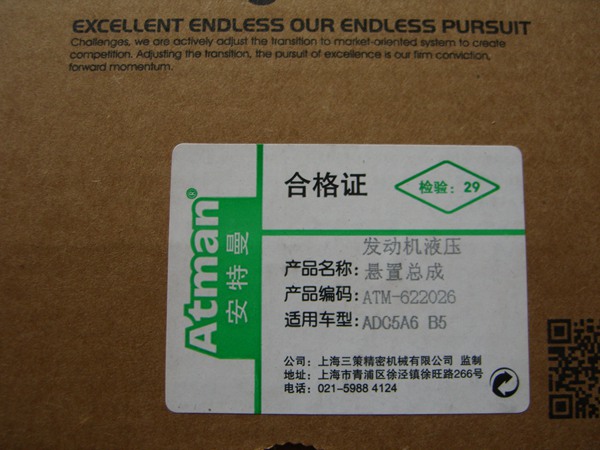 EXCELLENT ENDLESS OUR ENDLESS PURSUIT
Challenges, we are actively adjust the transition to market-oriented system to create
competition. Adjusting the transition, the pursuit of excellence is our firm conviction,
forward momentum.
Atman®
安特曼
合格证
检验：29
发动机液压
产品名称：悬置总成
产品编码：ATM-622026
适用车型：ADC5A6 B5
公司：上海三策精密机械有限公司 监制
地址：上海市青浦区徐泾镇徐旺路266号
电话：021-5988 4124